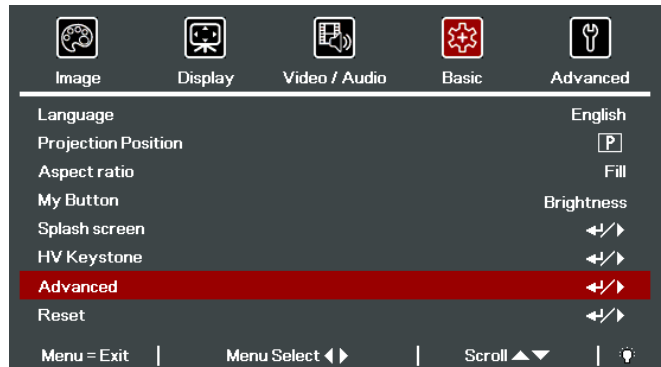 Image Display Video / Audio Basic Advanced
Language English
Projection Position P
Aspect ratio Fill
My Button Brightness
Splash screen
HV Keystone
Advanced
Reset
Menu = Exit Menu Select Scroll